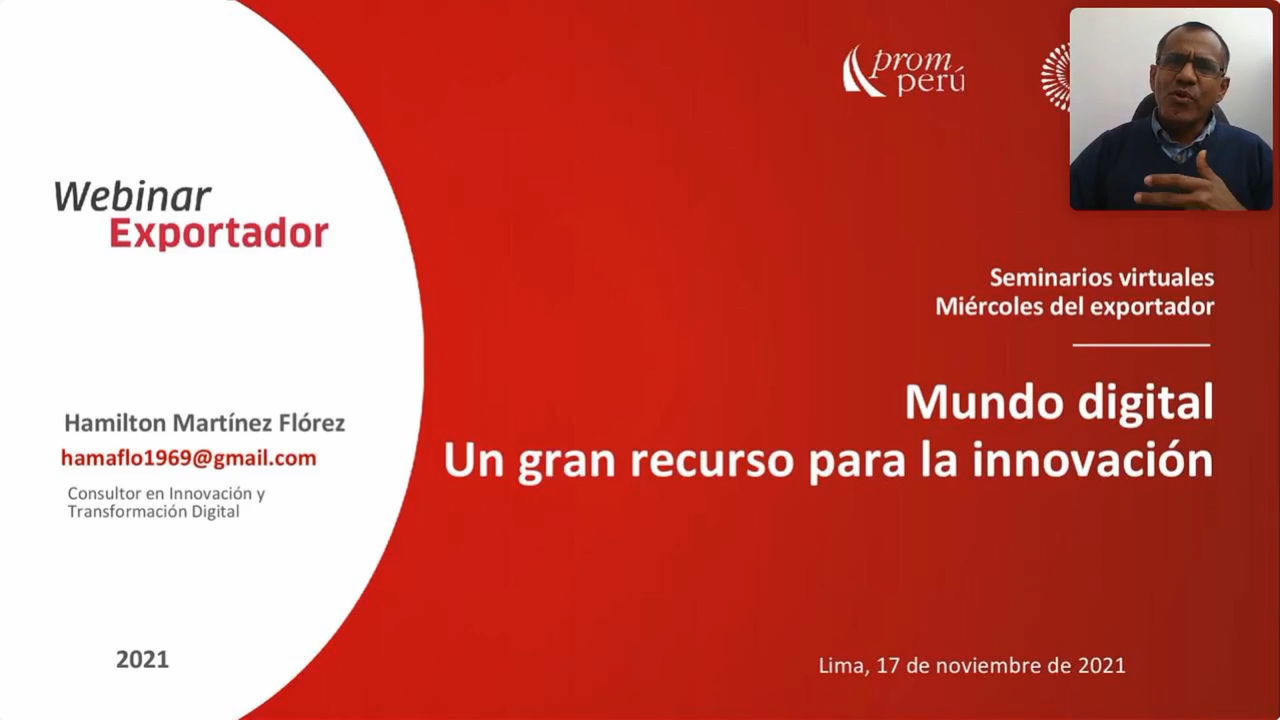 prom
perú
Webinar
Exportador
Seminarios virtuales
Miércoles del exportador
Mundo digital
Un gran recurso para la innovación
Hamilton Martínez Flórez
hamaflo1969@gmail.com
Consultor en Innovación y
Transformación Digital
2021
Lima, 17 de noviembre de 2021